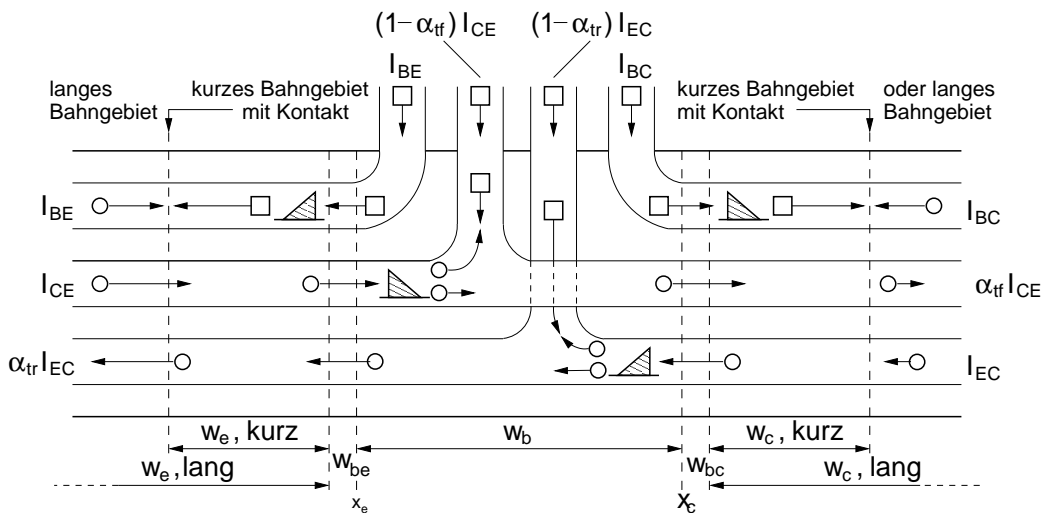 (1− α_tf) I_CE (1− α_tr) I_EC
I_BE I_BC
langes kurzes Bahngebiet kurzes Bahngebiet oder langes
Bahngebiet mit Kontakt mit Kontakt Bahngebiet
I_BE I_BC
I_CE α_tf I_CE
α_tr I_EC I_EC
w_e , kurz w_b w_c , kurz
w_e , lang w_be w_bc w_c , lang
x_e x_c